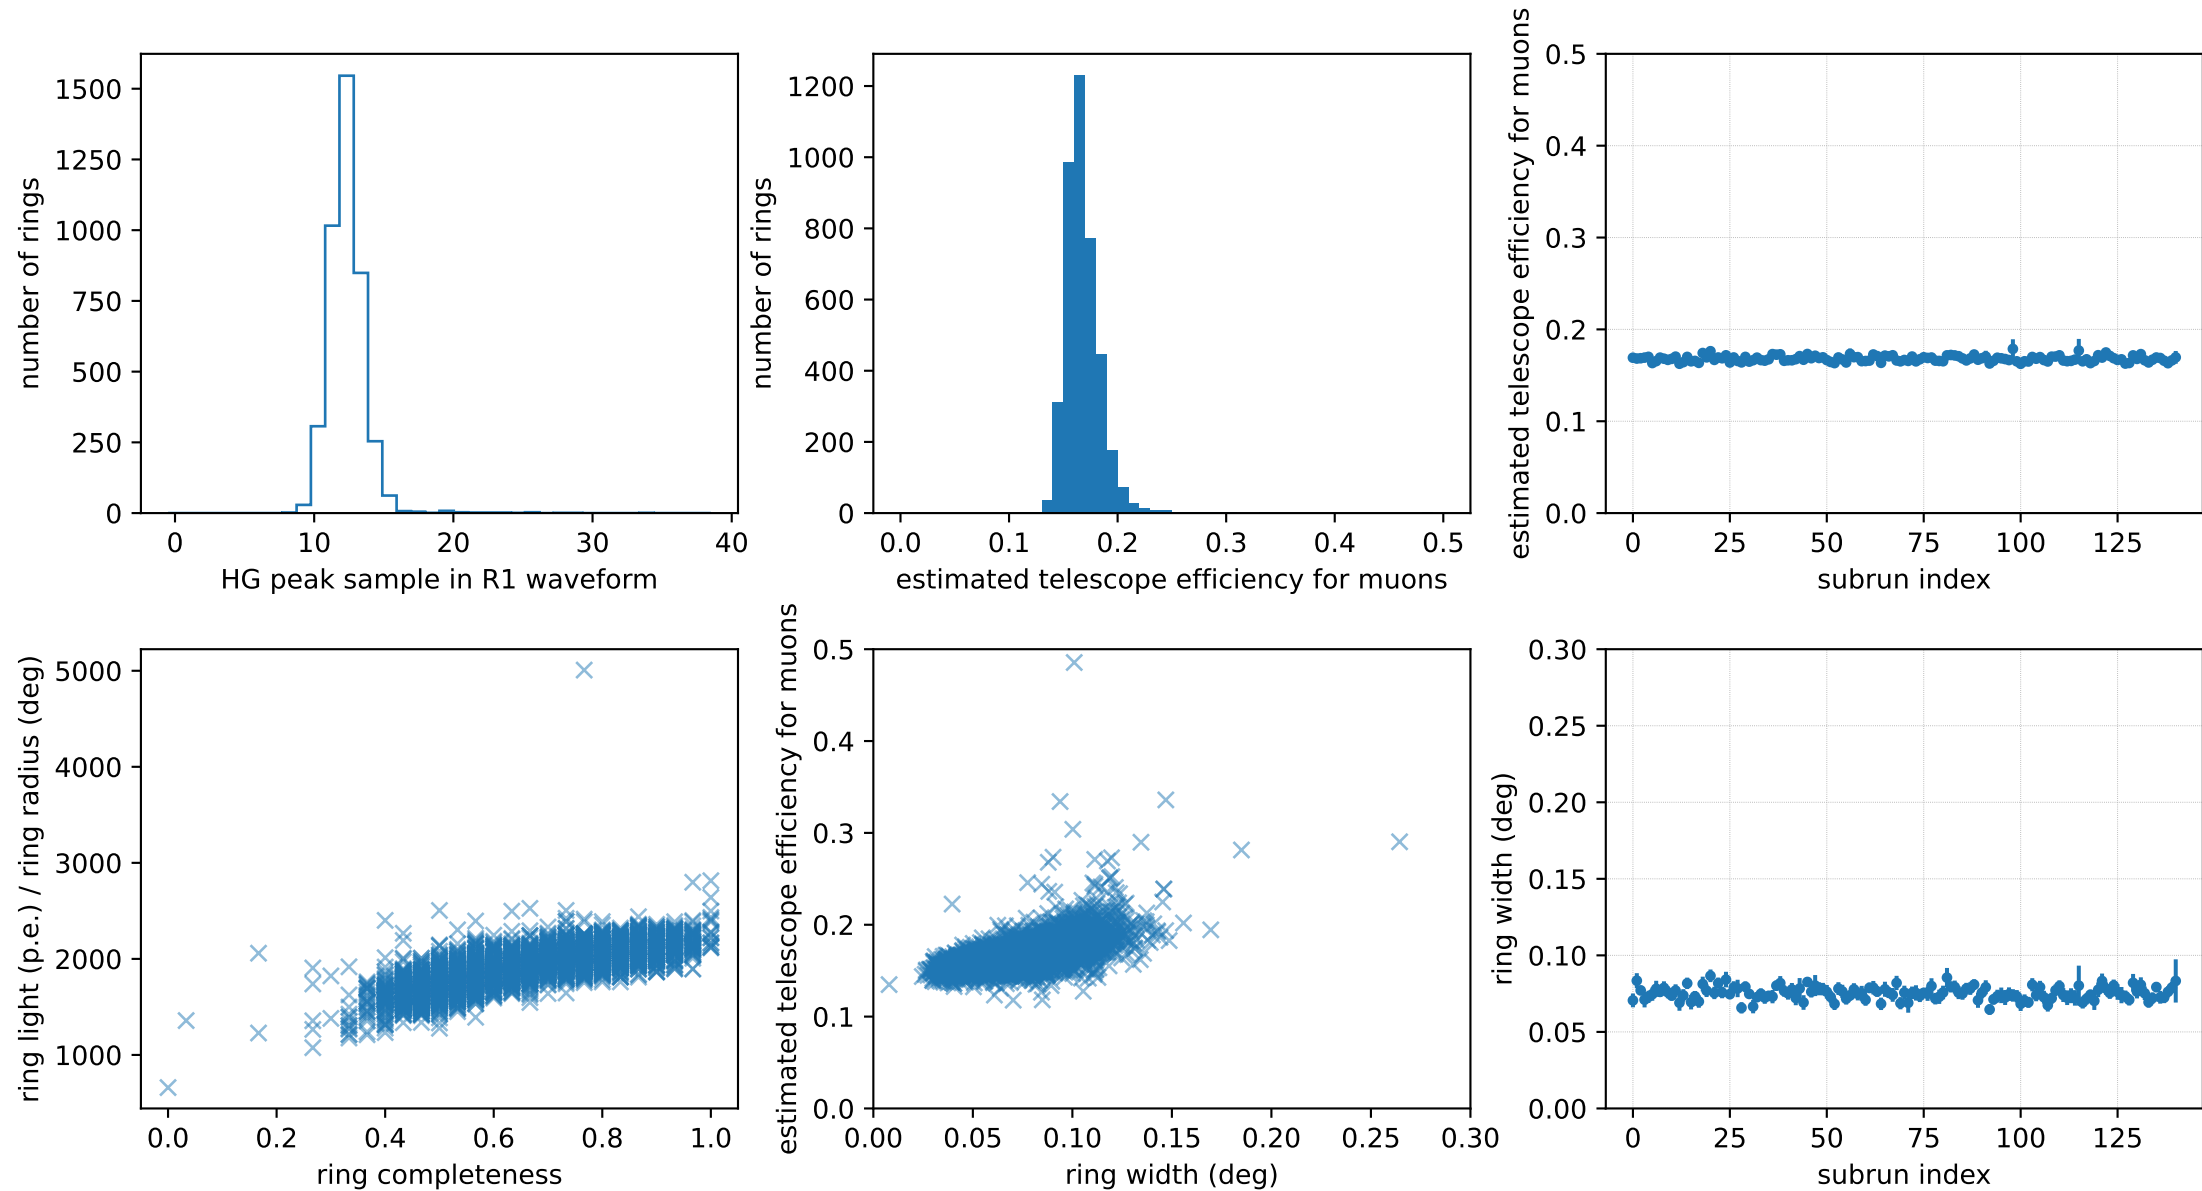 number of rings
1500
1250
1000
750
500
250
0
0 10 20 30 40
HG peak sample in R1 waveform
number of rings
1200
1000
800
600
400
200
0
0.0 0.1 0.2 0.3 0.4 0.5
estimated telescope efficiency for muons
estimated telescope efficiency for muons
0.5
0.4
0.3
0.2
0.1
0.0
0 25 50 75 100 125
subrun index
ring light (p.e.) / ring radius (deg)
5000
4000
3000
2000
1000
0.0 0.2 0.4 0.6 0.8 1.0
ring completeness
estimated telescope efficiency for muons
0.5
0.4
0.3
0.2
0.1
0.0
0.00 0.05 0.10 0.15 0.20 0.25 0.30
ring width (deg)
ring width (deg)
0.30
0.25
0.20
0.15
0.10
0.05
0.00
0 25 50 75 100 125
subrun index